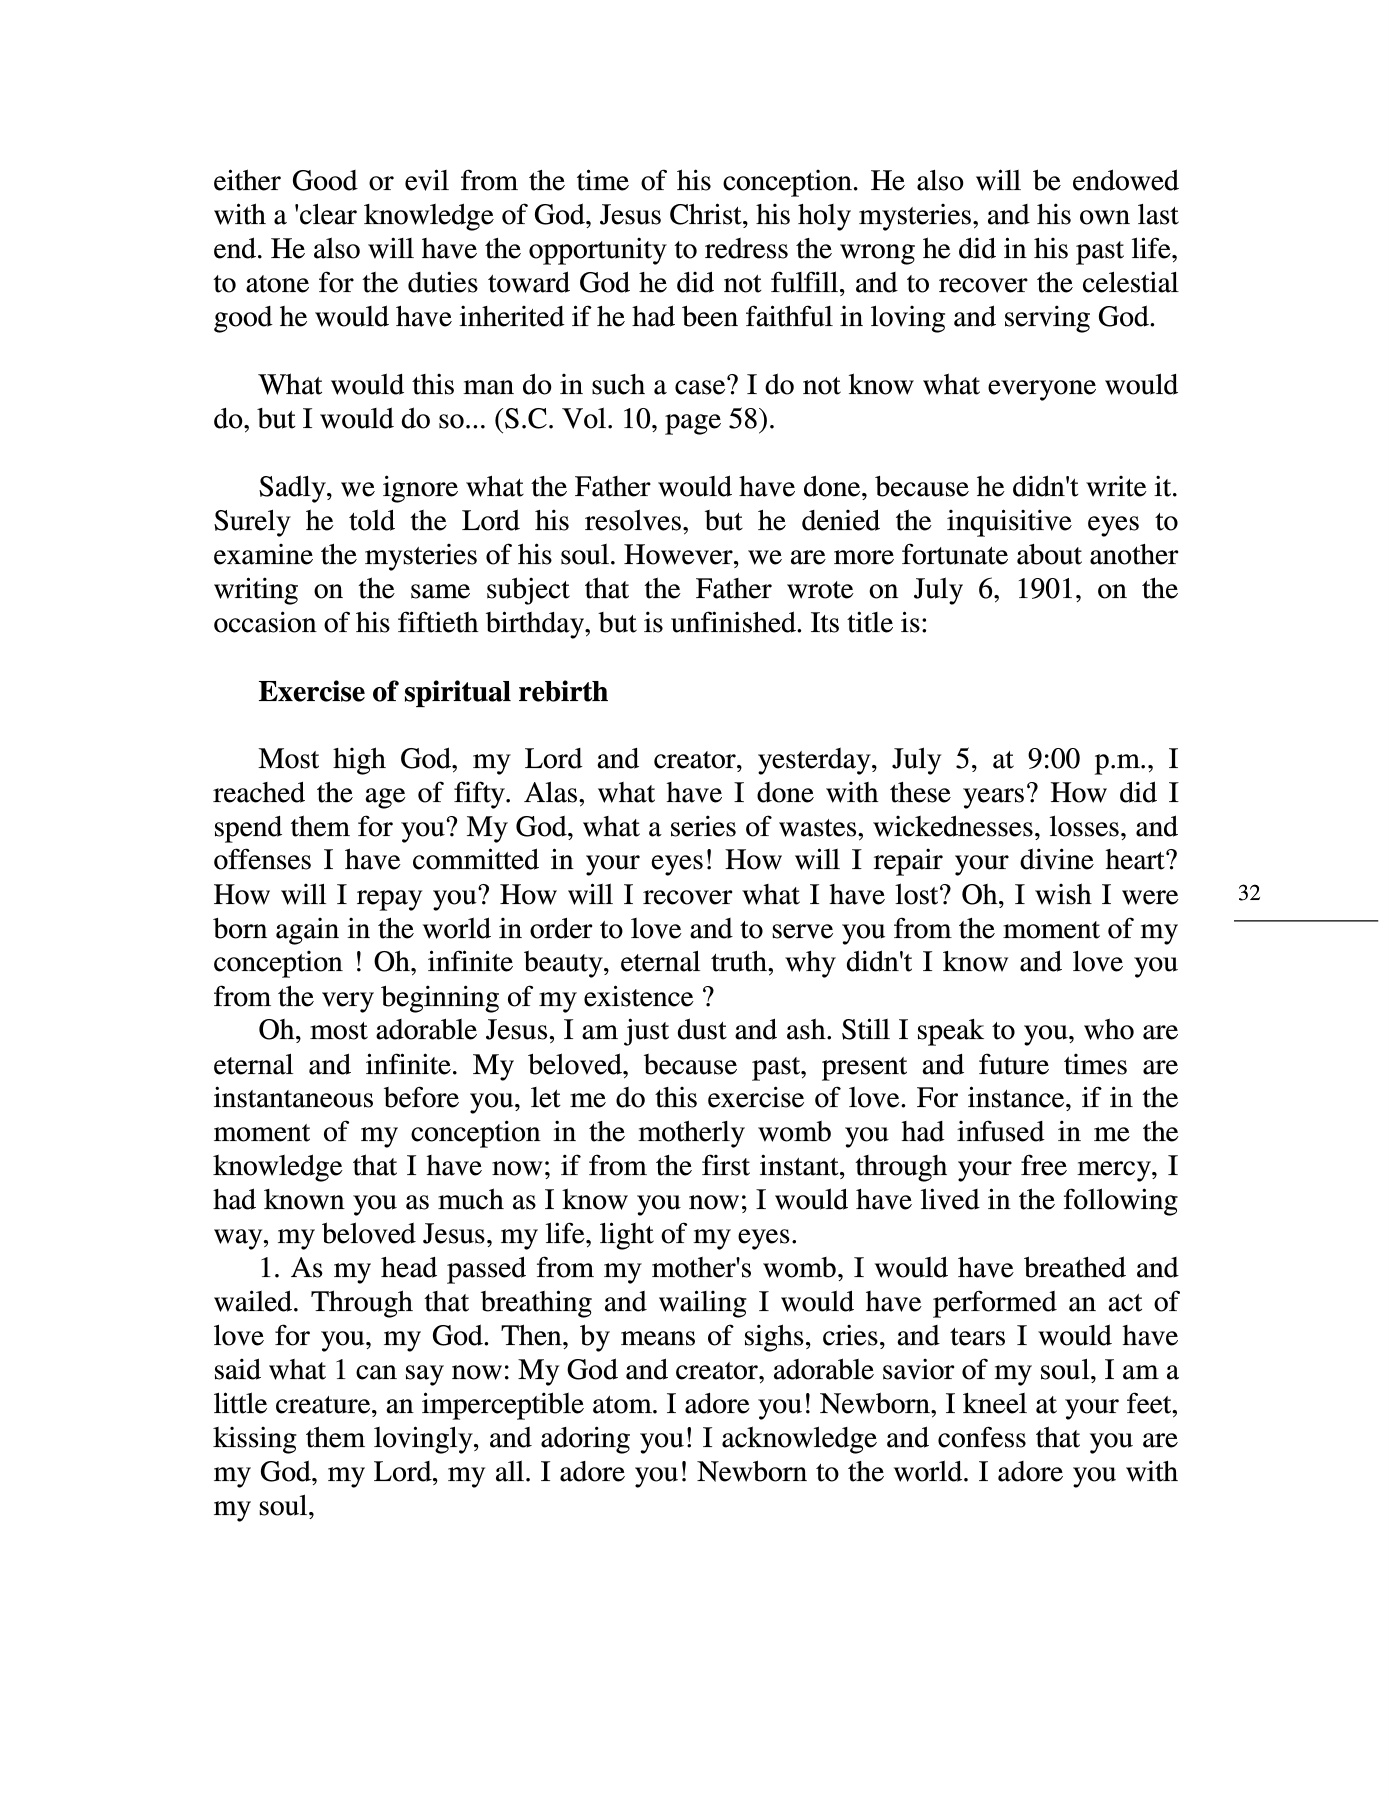 either Good or evil from the time of his conception. He also will be endowed
with a 'clear knowledge of God, Jesus Christ, his holy mysteries, and his own last
end. He also will have the opportunity to redress the wrong he did in his past life,
to atone for the duties toward God he did not fulfill, and to recover the celestial
good he would have inherited if he had been faithful in loving and serving God.
What would this man do in such a case? I do not know what everyone would
do, but I would do so... (S.C. Vol. 10, page 58).
Sadly, we ignore what the Father would have done, because he didn't write it.
Surely he told the Lord his resolves, but he denied the inquisitive eyes to
examine the mysteries of his soul. However, we are more fortunate about another
writing on the same subject that the Father wrote on July 6, 1901, on the
occasion of his fiftieth birthday, but is unfinished. Its title is:
Exercise of spiritual rebirth
Most high God, my Lord and creator, yesterday, July 5, at 9:00 p.m., I
reached the age of fifty. Alas, what have I done with these years? How did I
spend them for you? My God, what a series of wastes, wickednesses, losses, and
offenses I have committed in your eyes! How will I repair your divine heart?
How will I repay you? How will I recover what I have lost? Oh, I wish I were
born again in the world in order to love and to serve you from the moment of my
conception ! Oh, infinite beauty, eternal truth, why didn't I know and love you
from the very beginning of my existence ?
Oh, most adorable Jesus, I am just dust and ash. Still I speak to you, who are
eternal and infinite. My beloved, because past, present and future times are
instantaneous before you, let me do this exercise of love. For instance, if in the
moment of my conception in the motherly womb you had infused in me the
knowledge that I have now; if from the first instant, through your free mercy, I
had known you as much as I know you now; I would have lived in the following
way, my beloved Jesus, my life, light of my eyes.
1. As my head passed from my mother's womb, I would have breathed and
wailed. Through that breathing and wailing I would have performed an act of
love for you, my God. Then, by means of sighs, cries, and tears I would have
said what 1 can say now: My God and creator, adorable savior of my soul, I am a
little creature, an imperceptible atom. I adore you! Newborn, I kneel at your feet,
kissing them lovingly, and adoring you! I acknowledge and confess that you are
my God, my Lord, my all. I adore you! Newborn to the world. I adore you with
my soul,
32